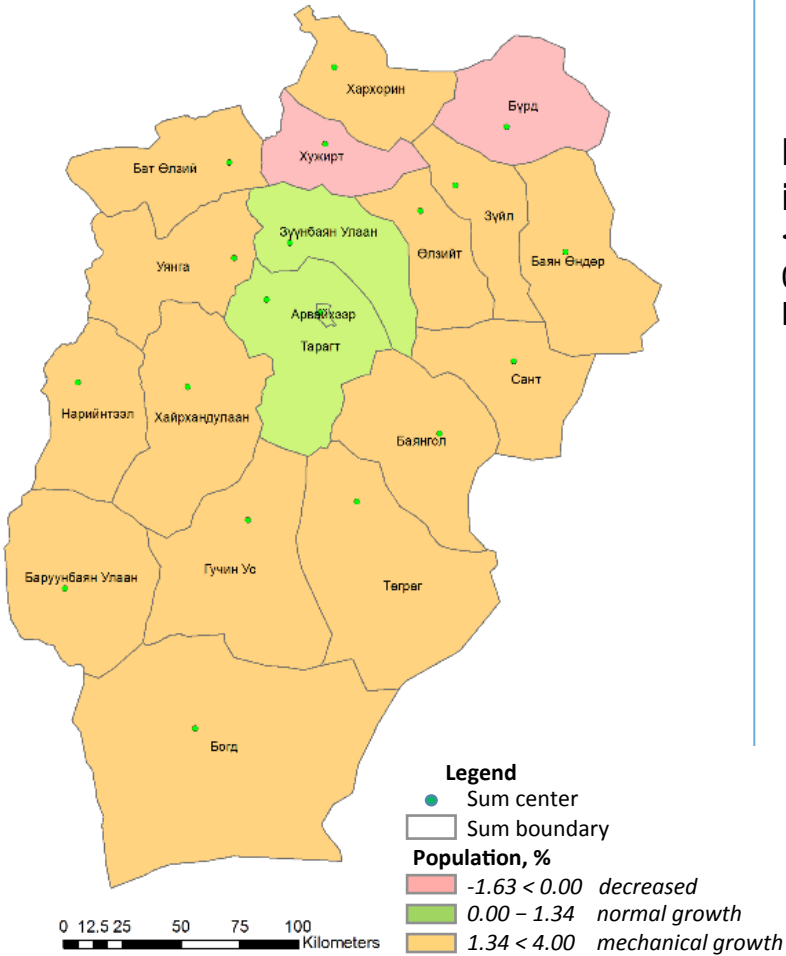 Хархорин
Бүрд
Хужирт
Бат Өлзий
Зүйл
Зүүнбаян Улаан
Өлзийт
Баян Өндөр
Уянга
Арвайхээр
Тарагт
Сант
Нарийнтээл
Хайрхандулаан
Баянгол
Гучин Ус
Баруунбаян Улаан
Төгрөг
Богд
Legend
Sum center
Sum boundary
Population, %
-1.63 < 0.00 decreased
0.00 – 1.34 normal growth
1.34 < 4.00 mechanical growth
0 12.5 25 50 75 100
Kilometers